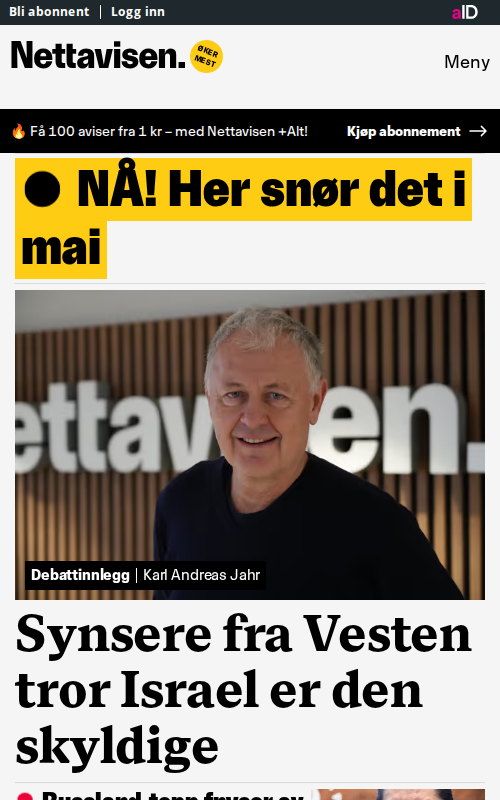 Bli abonnent | Logg inn
aID
Nettavisen.
ØKER
MEST
Meny
🔥 Få 100 aviser fra 1 kr – med Nettavisen +Alt!
Kjøp abonnement →
NÅ! Her snør det i
mai
ettavisen.
Debattinnlegg | Karl Andreas Jahr
Synsere fra Vesten
tror Israel er den
skyldige